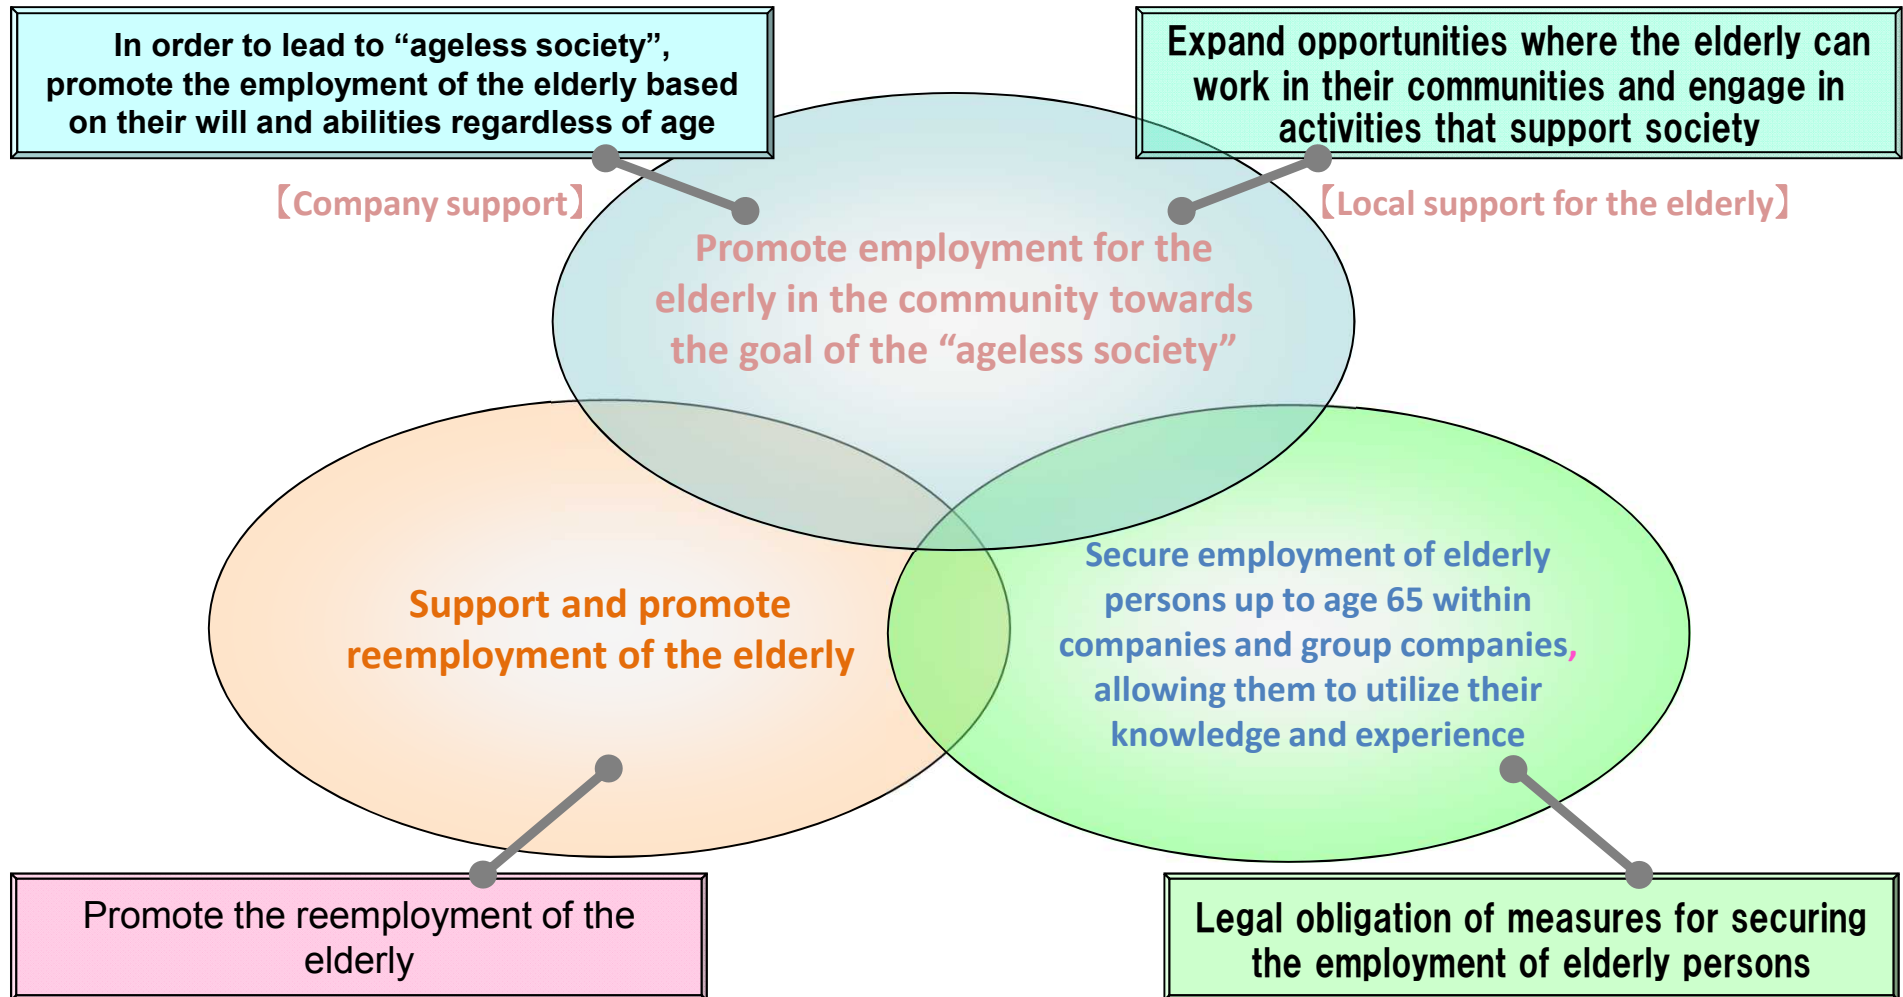 In order to lead to “ageless society”,
promote the employment of the elderly based
on their will and abilities regardless of age
Expand opportunities where the elderly can
work in their communities and engage in
activities that support society
【Company support】
【Local support for the elderly】
Promote employment for the
elderly in the community towards
the goal of the “ageless society”
Support and promote
reemployment of the elderly
Secure employment of elderly
persons up to age 65 within
companies and group companies,
allowing them to utilize their
knowledge and experience
Promote the reemployment of the
elderly
Legal obligation of measures for securing
the employment of elderly persons